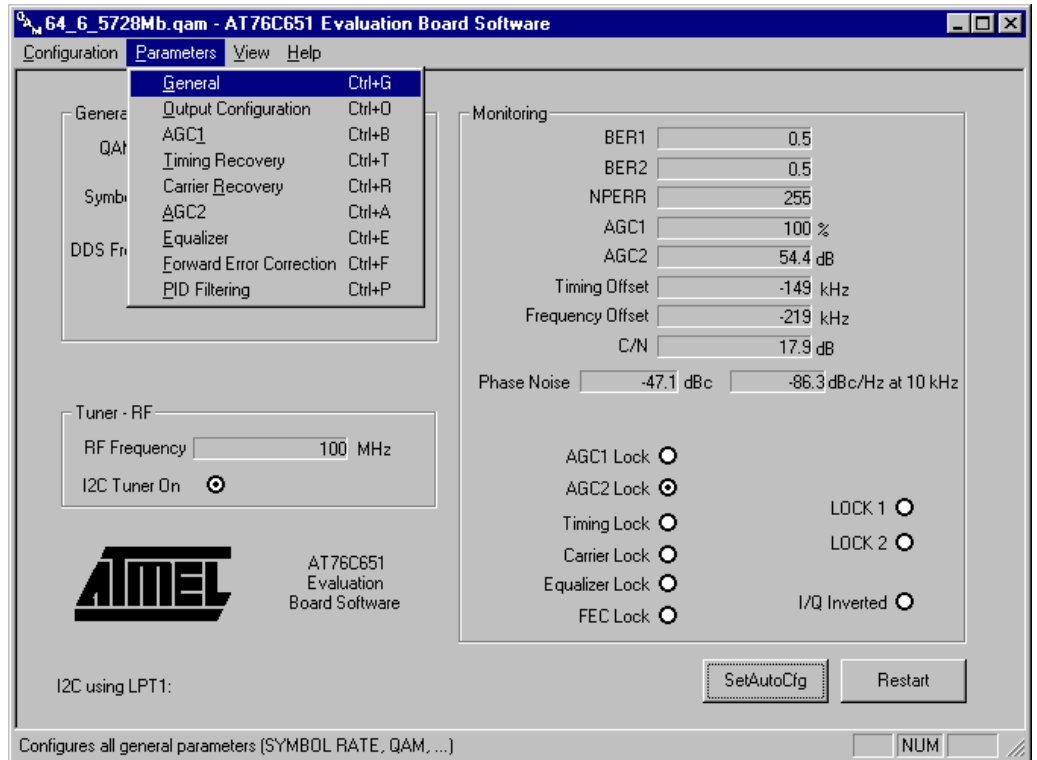 QAM 64_6_5728Mb.qam - AT76C651 Evaluation Board Software
Configuration Parameters View Help
General Ctrl+G
Output Configuration Ctrl+O
AGC1 Ctrl+B
Timing Recovery Ctrl+T
Carrier Recovery Ctrl+R
AGC2 Ctrl+A
Equalizer Ctrl+E
Forward Error Correction Ctrl+F
PID Filtering Ctrl+P
Monitoring
BER1 0.5
BER2 0.5
NPERR 255
AGC1 100 %
AGC2 54.4 dB
Timing Offset -149 kHz
Frequency Offset -219 kHz
C/N 17.9 dB
Phase Noise -47.1 dBc -86.3 dBc/Hz at 10 kHz
Tuner - RF
RF Frequency 100 MHz
I2C Tuner On
AGC1 Lock
AGC2 Lock
Timing Lock
Carrier Lock
Equalizer Lock
FEC Lock
LOCK 1
LOCK 2
I/Q Inverted
ATMEL
AT76C651
Evaluation
Board Software
I2C using LPT1:
SetAutoCfg Restart
Configures all general parameters (SYMBOL RATE, QAM, ...) NUM